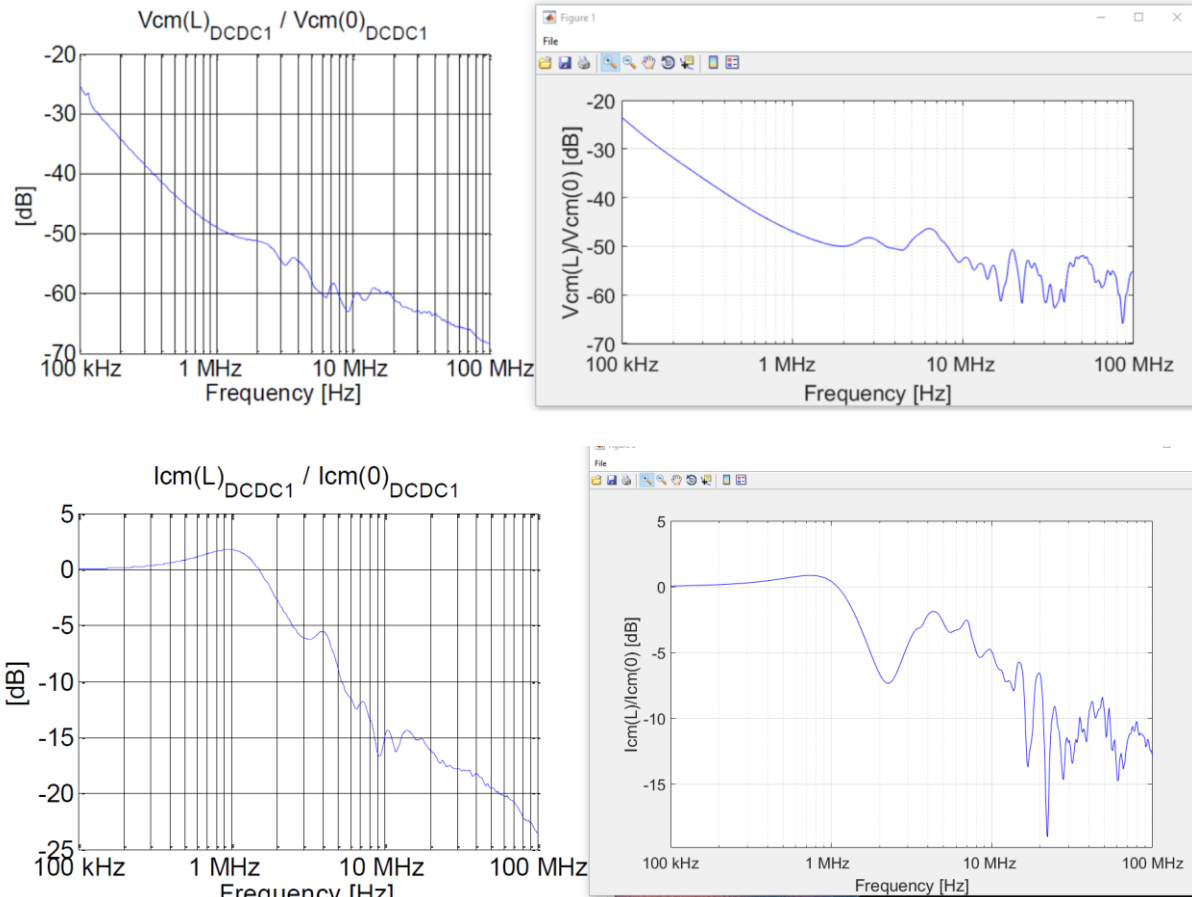 Vcm(L)DCDC1 / Vcm(0)DCDC1
-20
-30
-40
-50
-60
-70
[dB]
100 kHz 1 MHz 10 MHz 100 MHz
Frequency [Hz]
Figure 1
File
-20
-30
-40
-50
-60
-70
Vcm(L)/Vcm(0) [dB]
100 kHz 1 MHz 10 MHz 100 MHz
Frequency [Hz]
Icm(L)DCDC1 / Icm(0)DCDC1
5
0
-5
-10
-15
-20
-25
[dB]
100 kHz 1 MHz 10 MHz 100 MHz
Frequency [Hz]
File
5
0
-5
-10
-15
Icm(L)/Icm(0) [dB]
100 kHz 1 MHz 10 MHz 100 MHz
Frequency [Hz]